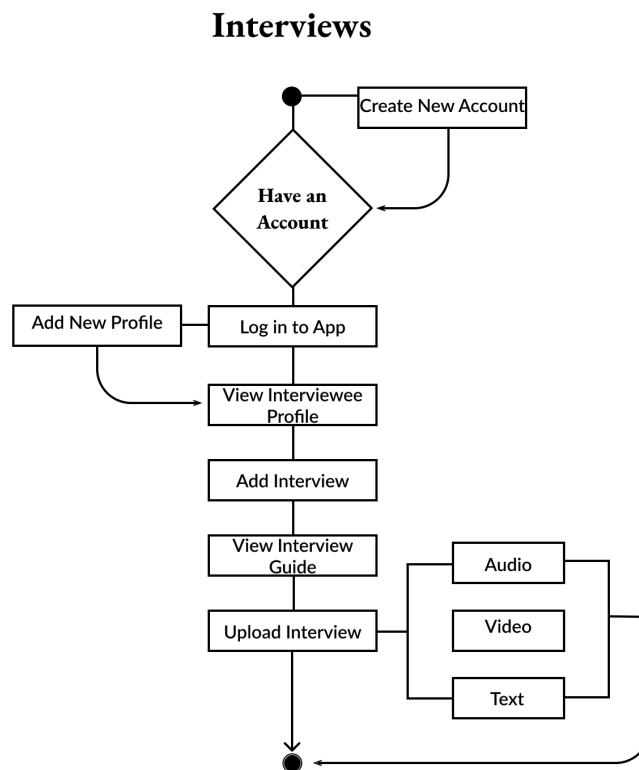 Interviews
Create New Account
Have an
Account
Add New Profile
Log in to App
View Interviewee
Profile
Add Interview
View Interview
Guide
Audio
Upload Interview
Video
Text